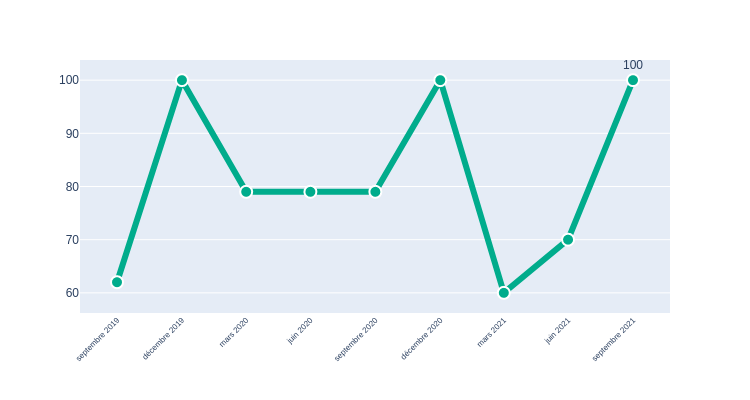 100
100
90
80
70
60
septembre 2019
décembre 2019
mars 2020
juin 2020
septembre 2020
décembre 2020
mars 2021
juin 2021
septembre 2021